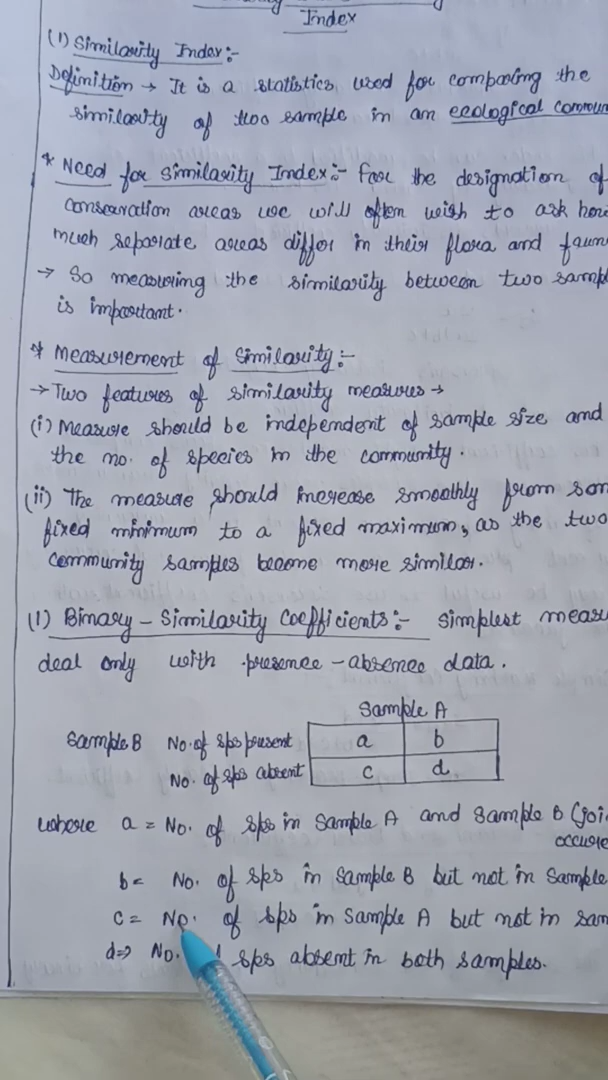 Index
(1) Similarity Index:-
Definition → It is a statistics used for comparing the
similarity of two sample in an ecological commun
* Need for similarity Index:- For the designation of
conservation areas we will often wish to ask how
much separate areas differ in their flora and faun
→ So measuring the similarity between two sampl
is important.
* Measurement of Similarity:-
→ Two features of similarity measures →
(i) Measure should be independent of sample size and
the no. of species in the community.
(ii) The measure should increase smoothly from som
fixed minimum to a fixed maximum, as the two
community samples become more similar.
(1) Binary - Similarity Coefficients:- simplest measu
deal only with presence - absence data.
Sample A
Sample B No. of sps present a b
No. of sps absent c d
where a = No. of sps in sample A and sample B (joi
occure
b = No. of sps in sample B but not in sample
c = No. of sps in sample A but not in sam
d => No. sps absent in both samples.